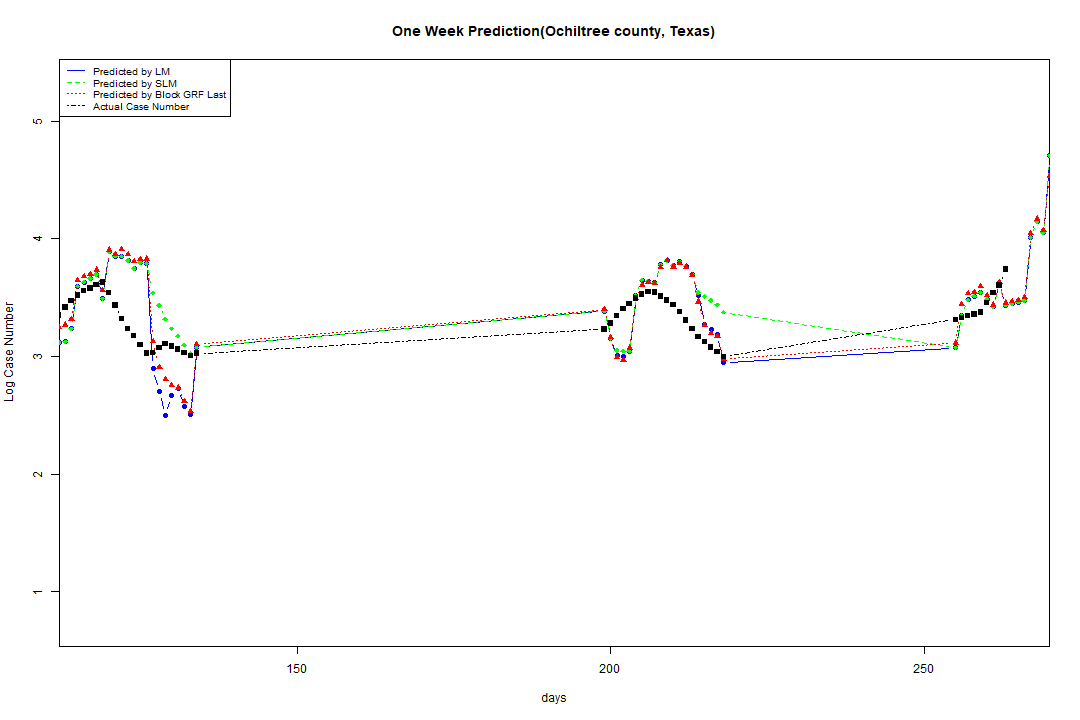 One Week Prediction(Ochiltree county, Texas)
Predicted by LM
Predicted by SLM
Predicted by Block GRF Last
Actual Case Number
Log Case Number
5
4
3
2
1
150
200
250
days